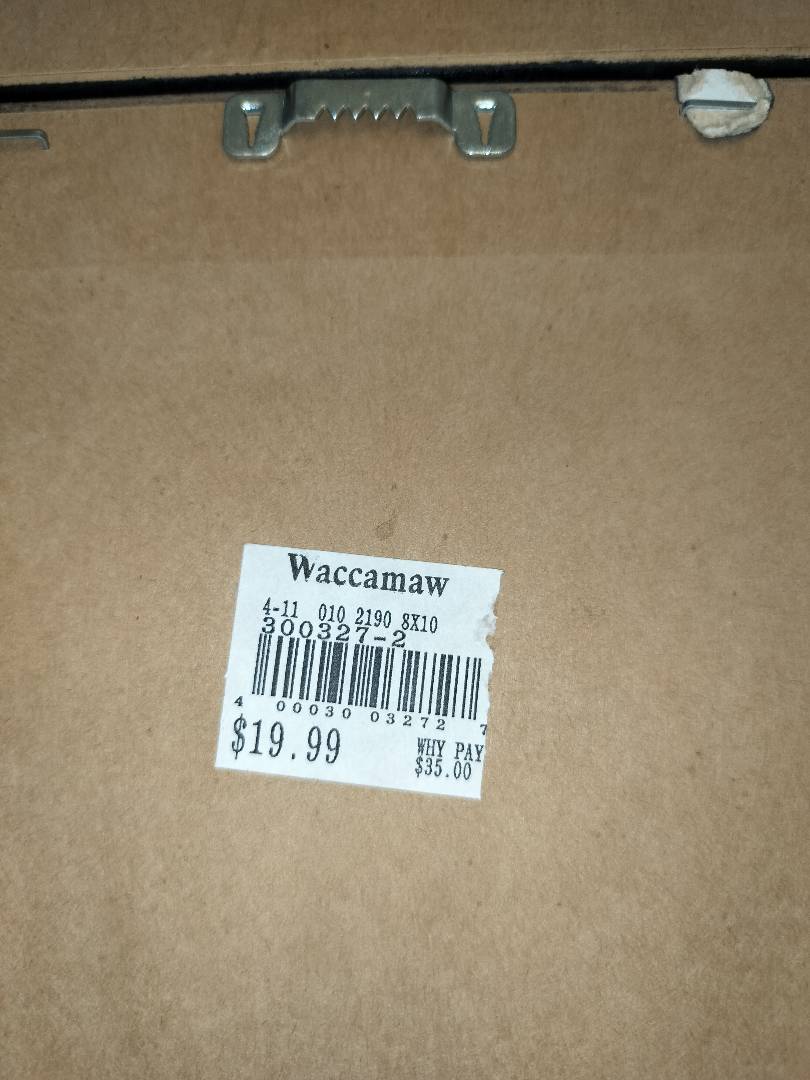 Waccamaw
4-11 010 2190 8X10
300327-2
4 00030 03272 7
$19.99
WHY PAY
$35.00